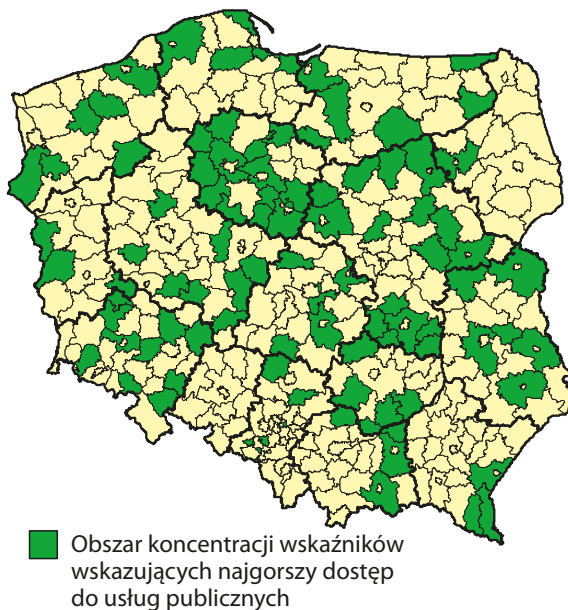 Obszar koncentracji wskaźników
wskazujących najgorszy dostęp
do usług publicznych